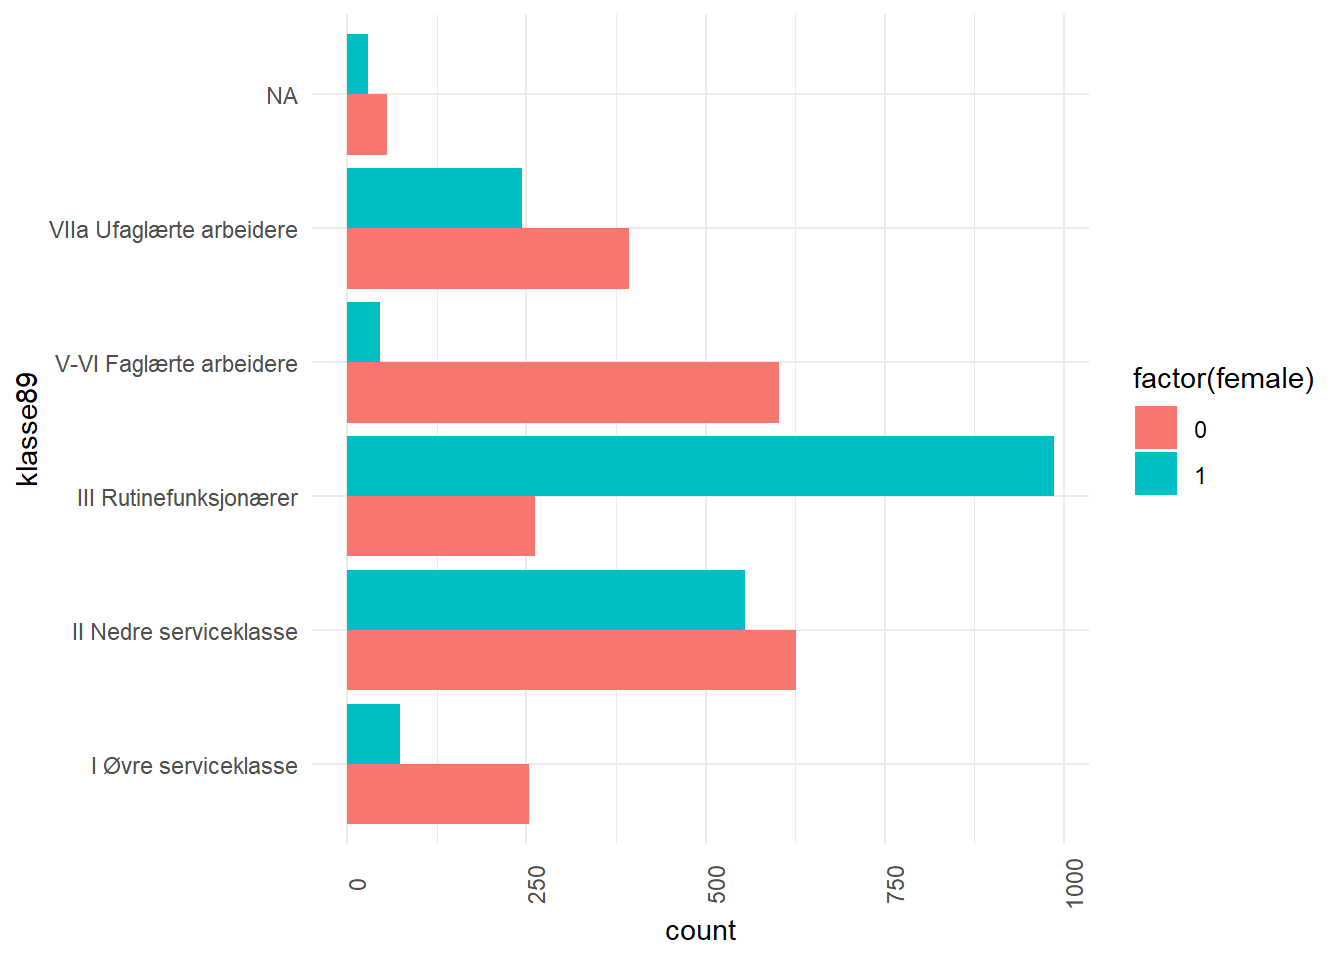 NA
VIIa Ufaglærte arbeidere
V-VI Faglærte arbeidere
III Rutinefunksjonærer
II Nedre serviceklasse
I Øvre serviceklasse
klasse89
0
250
500
750
1000
count
factor(female)
0
1